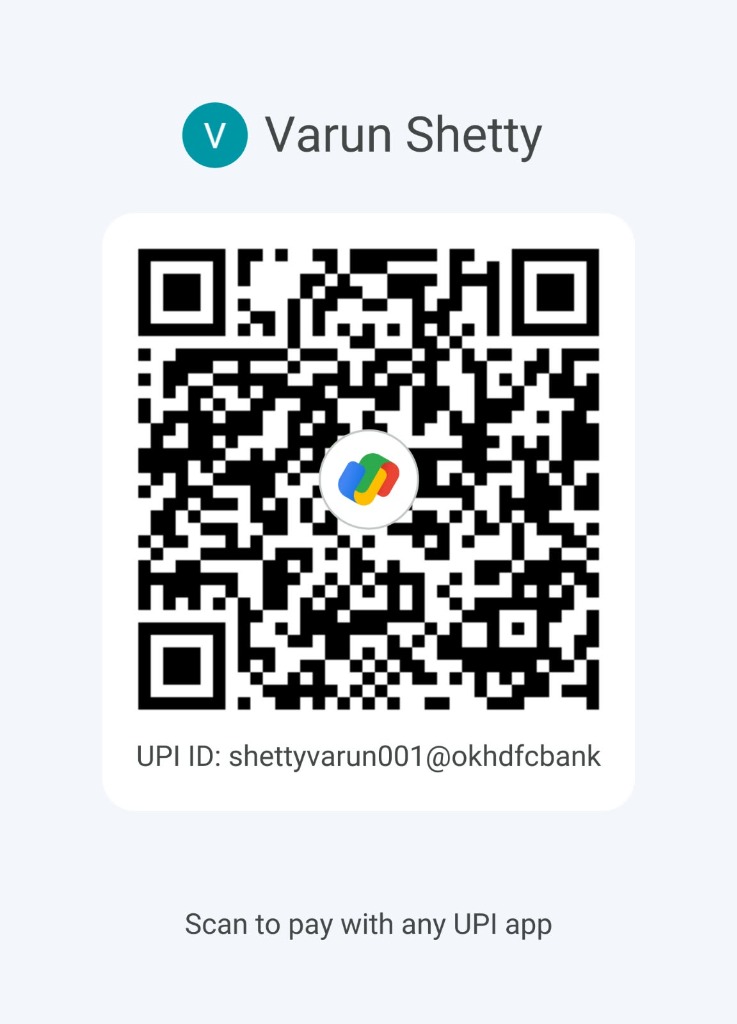 V Varun Shetty
UPI ID: shettyvarun001@okhdfcbank
Scan to pay with any UPI app